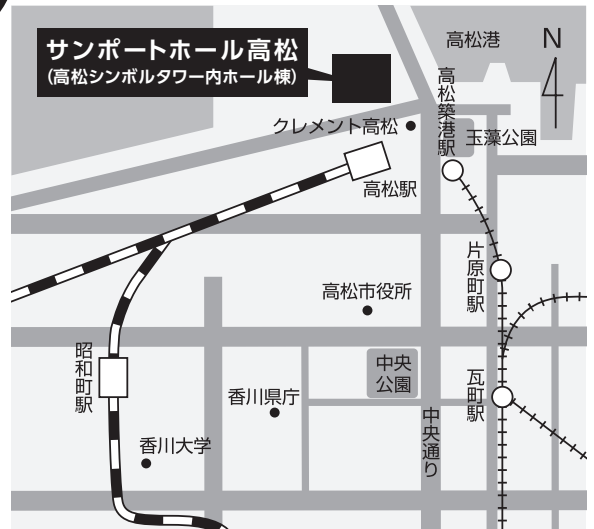 サンポートホール高松
(高松シンボルタワー内ホール棟)
高松港
N
高松築港駅
クレメント高松
玉藻公園
高松駅
片原町駅
高松市役所
昭和町駅
中央
公園
瓦町駅
香川県庁
中央通り
香川大学